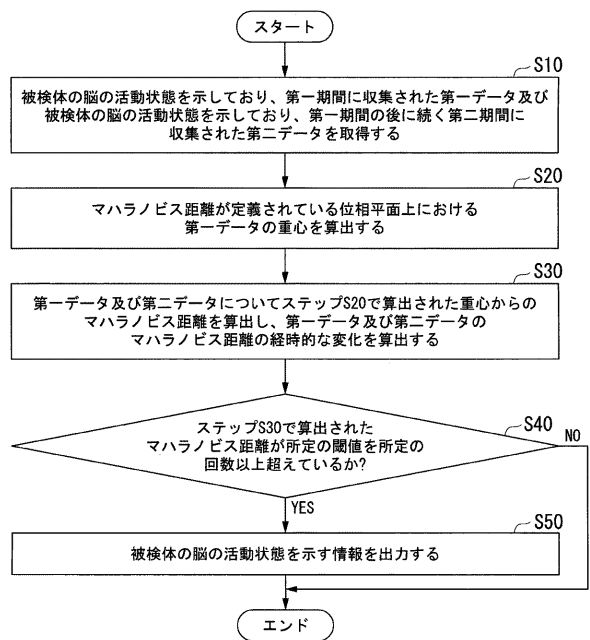 スタート
S10
被検体の脳の活動状態を示しており、第一期間に収集された第一データ及び
被検体の脳の活動状態を示しており、第一期間の後に続く第二期間に
収集された第二データを取得する
S20
マハラノビス距離が定義されている位相平面上における
第一データの重心を算出する
S30
第一データ及び第二データについてステップS20で算出された重心からの
マハラノビス距離を算出し、第一データ及び第二データの
マハラノビス距離の経時的な変化を算出する
S40
ステップS30で算出された
マハラノビス距離が所定の閾値を所定の
回数以上超えているか?
NO
YES
S50
被検体の脳の活動状態を示す情報を出力する
エンド